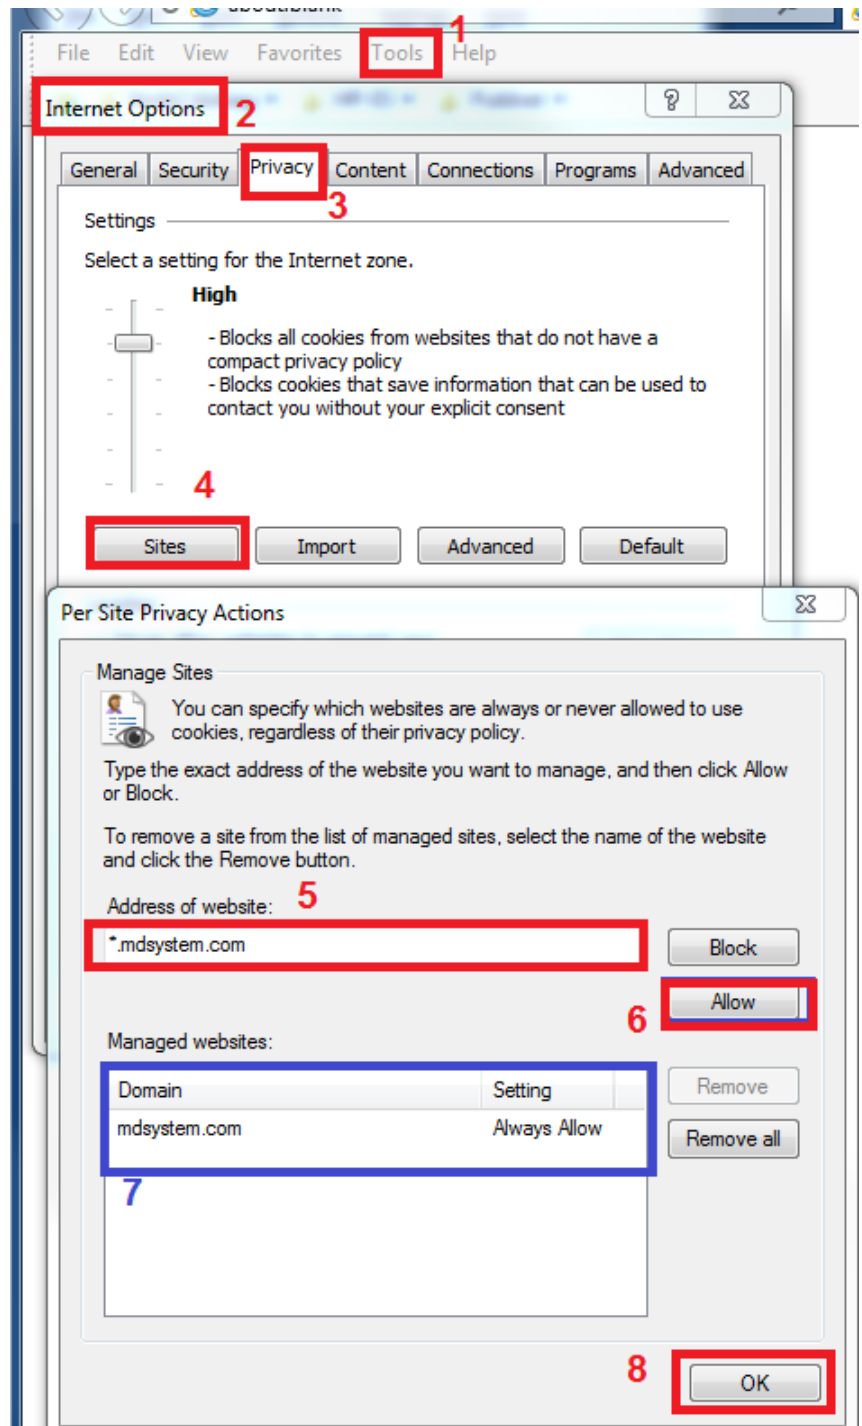 1
File Edit View Favorites Tools Help
Internet Options 2
General Security Privacy Content Connections Programs Advanced
3
Settings
Select a setting for the Internet zone.
High
- Blocks all cookies from websites that do not have a
compact privacy policy
- Blocks cookies that save information that can be used to
contact you without your explicit consent
4
Sites Import Advanced Default
Per Site Privacy Actions
Manage Sites
You can specify which websites are always or never allowed to use
cookies, regardless of their privacy policy.
Type the exact address of the website you want to manage, and then click Allow
or Block.
To remove a site from the list of managed sites, select the name of the website
and click the Remove button.
Address of website: 5
*.mdsystem.com Block
6 Allow
Managed websites:
Domain Setting Remove
mdsystem.com Always Allow Remove all
7
8 OK